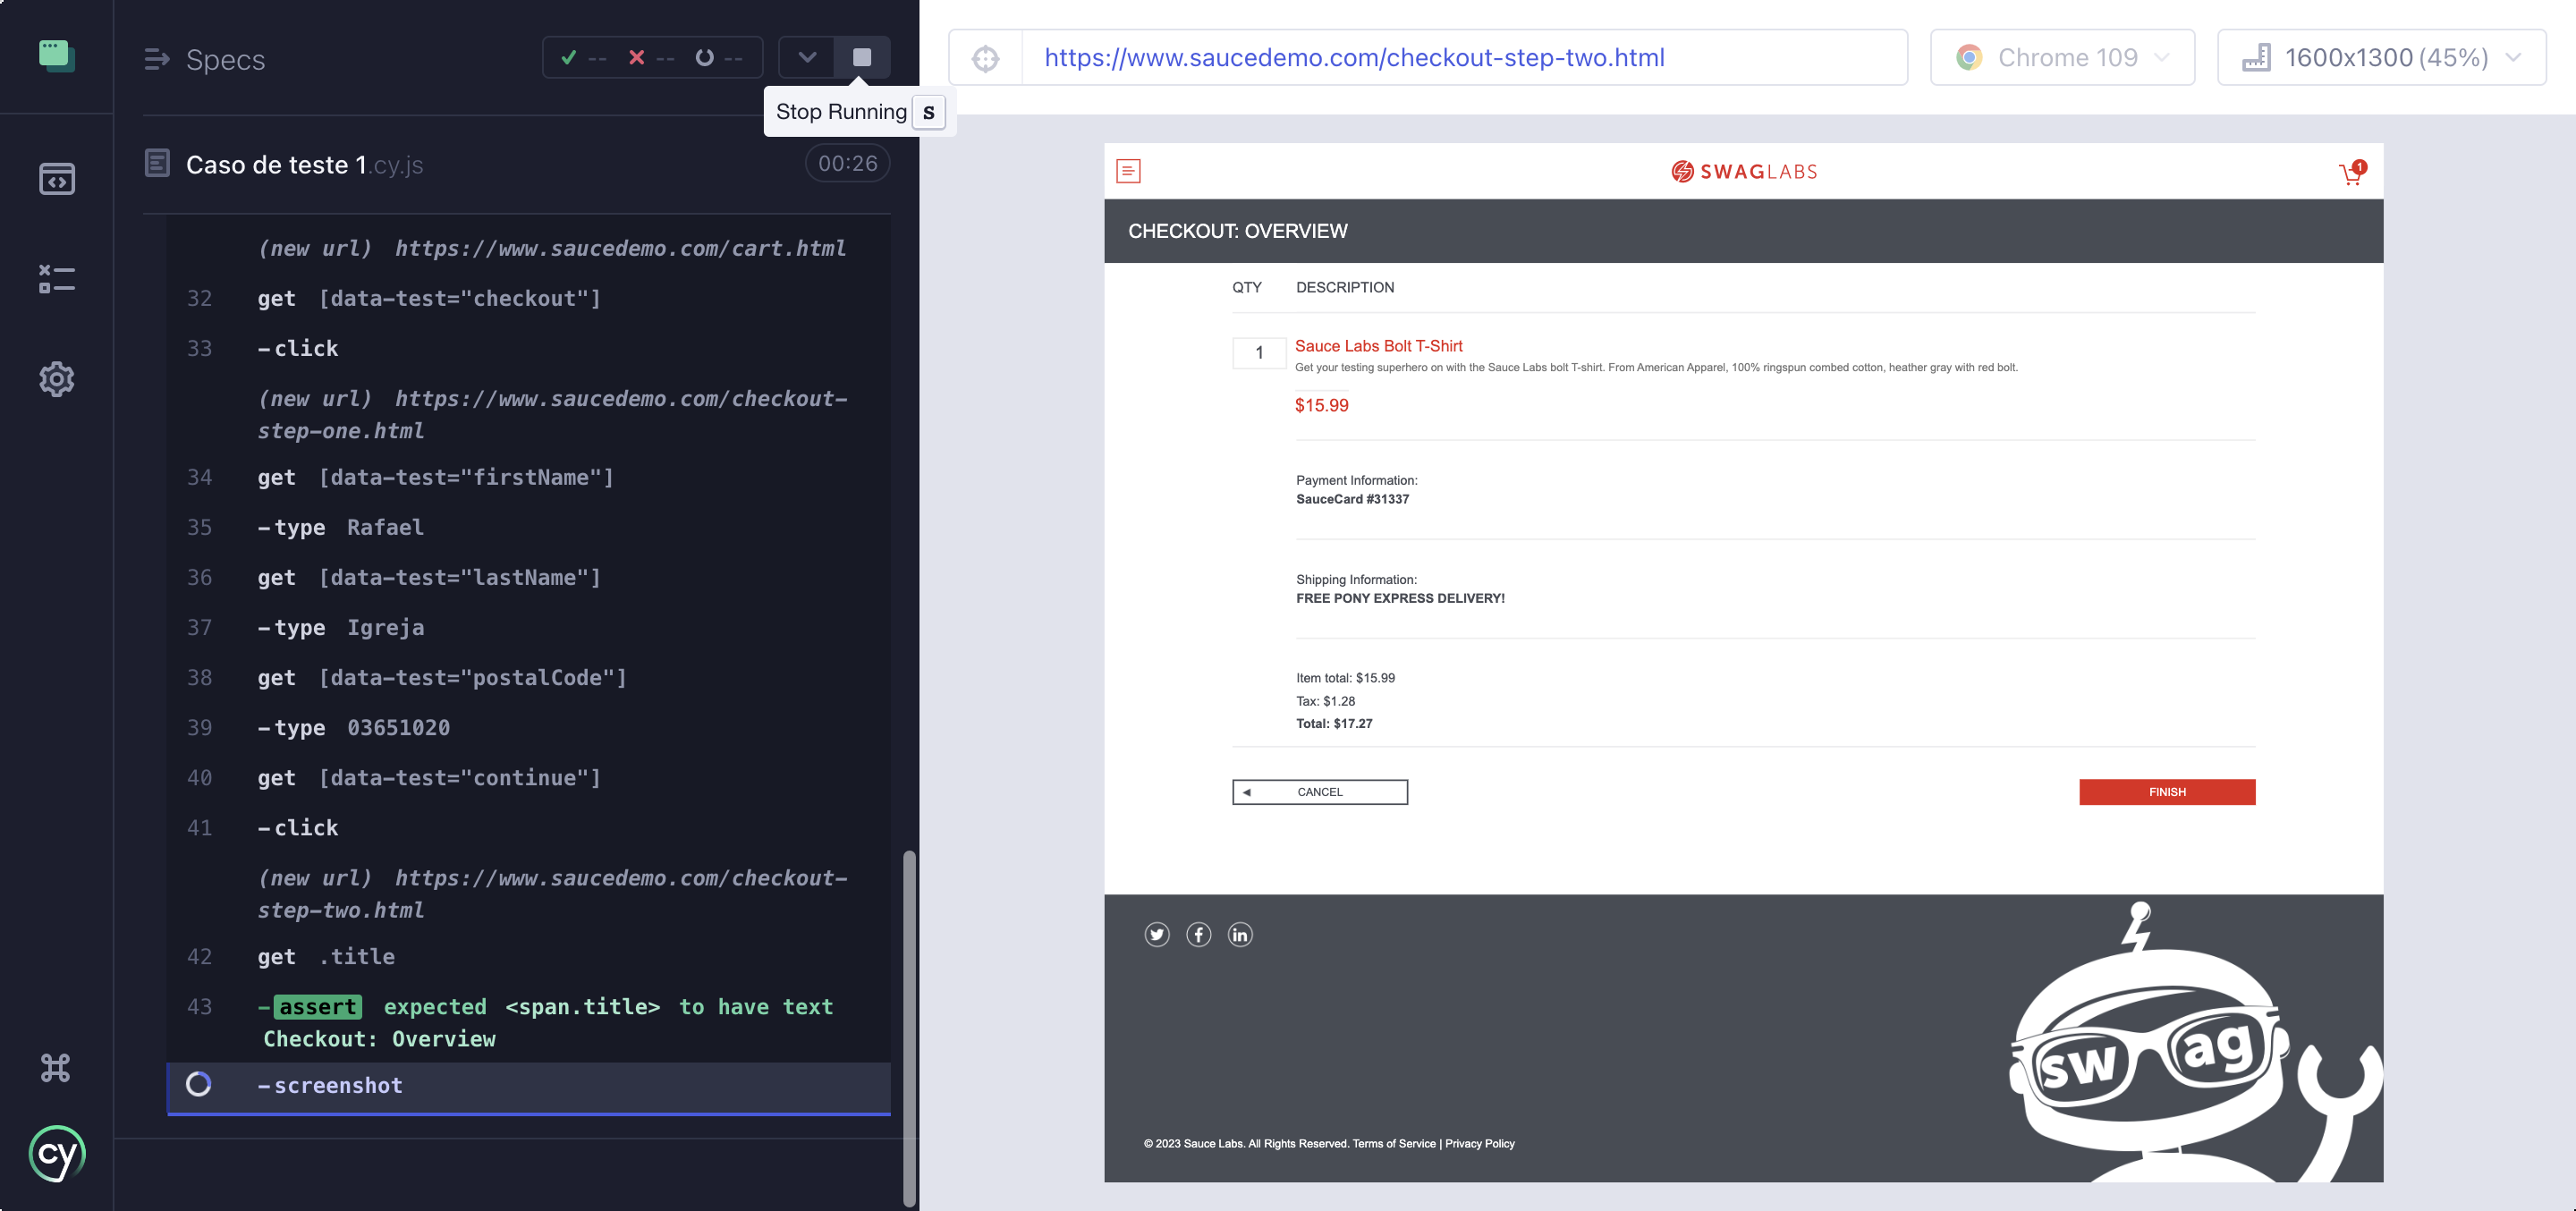 Specs
-- -- --
Stop Running S
Caso de teste 1.cy.js
00:26
(new url) https://www.saucedemo.com/cart.html
32 get [data-test="checkout"]
33 -click
(new url) https://www.saucedemo.com/checkout-
step-one.html
34 get [data-test="firstName"]
35 -type Rafael
36 get [data-test="lastName"]
37 -type Igreja
38 get [data-test="postalCode"]
39 -type 03651020
40 get [data-test="continue"]
41 -click
(new url) https://www.saucedemo.com/checkout-
step-two.html
42 get .title
43 -assert expected <span.title> to have text
Checkout: Overview
-screenshot
cy
https://www.saucedemo.com/checkout-step-two.html
Chrome 109
1600x1300 (45%)
SWAGLABS
1
CHECKOUT: OVERVIEW
QTY DESCRIPTION
1
Sauce Labs Bolt T-Shirt
Get your testing superhero on with the Sauce Labs bolt T-shirt. From American Apparel, 100% ringspun combed cotton, heather gray with red bolt.
$15.99
Payment Information:
SauceCard #31337
Shipping Information:
FREE PONY EXPRESS DELIVERY!
Item total: $15.99
Tax: $1.28
Total: $17.27
CANCEL
FINISH
swag
© 2023 Sauce Labs. All Rights Reserved. Terms of Service | Privacy Policy